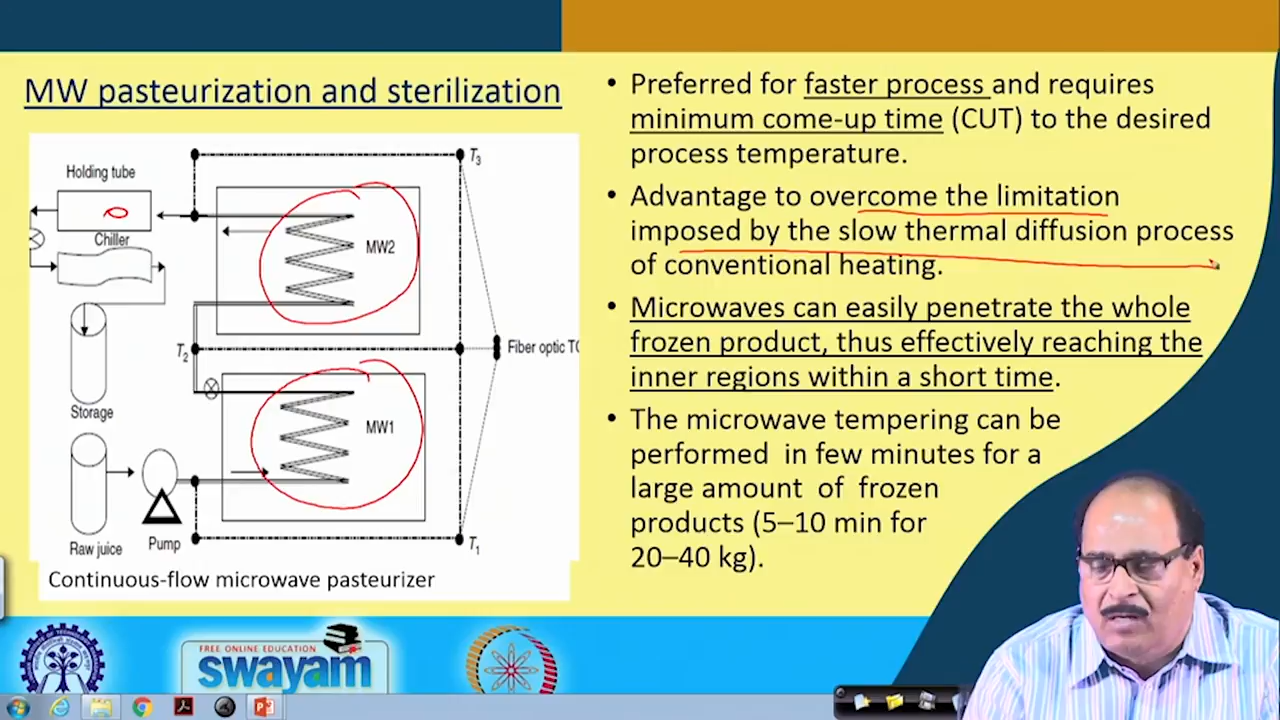 MW pasteurization and sterilization
Holding tube
Chiller
Storage
Raw juice
Pump
T3
MW2
T2
Fiber optic TC
MW1
T1
Continuous-flow microwave pasteurizer
• Preferred for faster process and requires
minimum come-up time (CUT) to the desired
process temperature.
• Advantage to overcome the limitation
imposed by the slow thermal diffusion process
of conventional heating.
• Microwaves can easily penetrate the whole
frozen product, thus effectively reaching the
inner regions within a short time.
• The microwave tempering can be
performed in few minutes for a
large amount of frozen
products (5–10 min for
20–40 kg).
FREE ONLINE EDUCATION
swayam